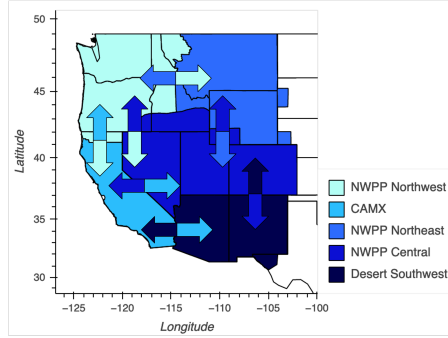 50
45
40
35
30
Latitude
−125
−120
−115
−110
−105
−100
Longitude
NWPP Northwest
CAMX
NWPP Northeast
NWPP Central
Desert Southwest